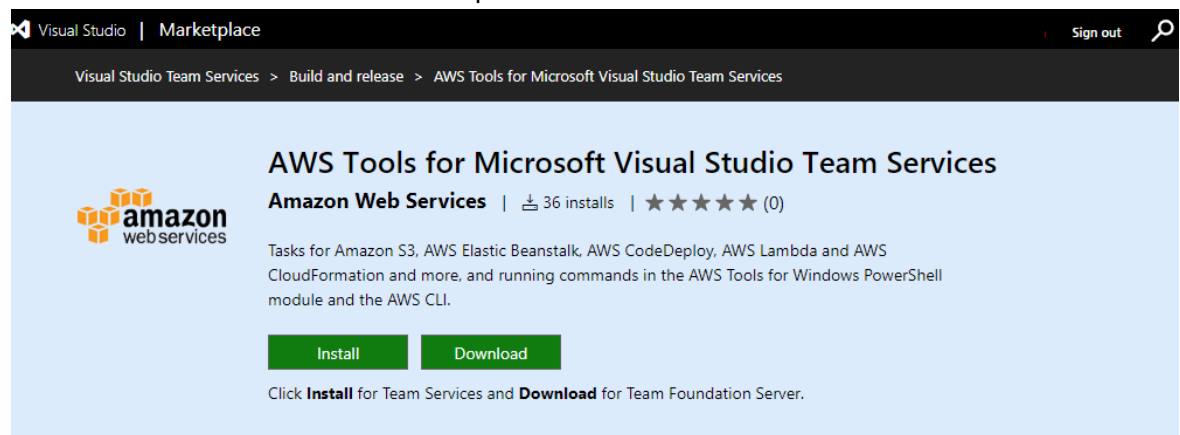 Visual Studio | Marketplace
Sign out
Visual Studio Team Services > Build and release > AWS Tools for Microsoft Visual Studio Team Services
AWS Tools for Microsoft Visual Studio Team Services
amazon
webservices
Amazon Web Services | 36 installs | ★★★★★ (0)
Tasks for Amazon S3, AWS Elastic Beanstalk, AWS CodeDeploy, AWS Lambda and AWS
CloudFormation and more, and running commands in the AWS Tools for Windows PowerShell
module and the AWS CLI.
Install Download
Click Install for Team Services and Download for Team Foundation Server.